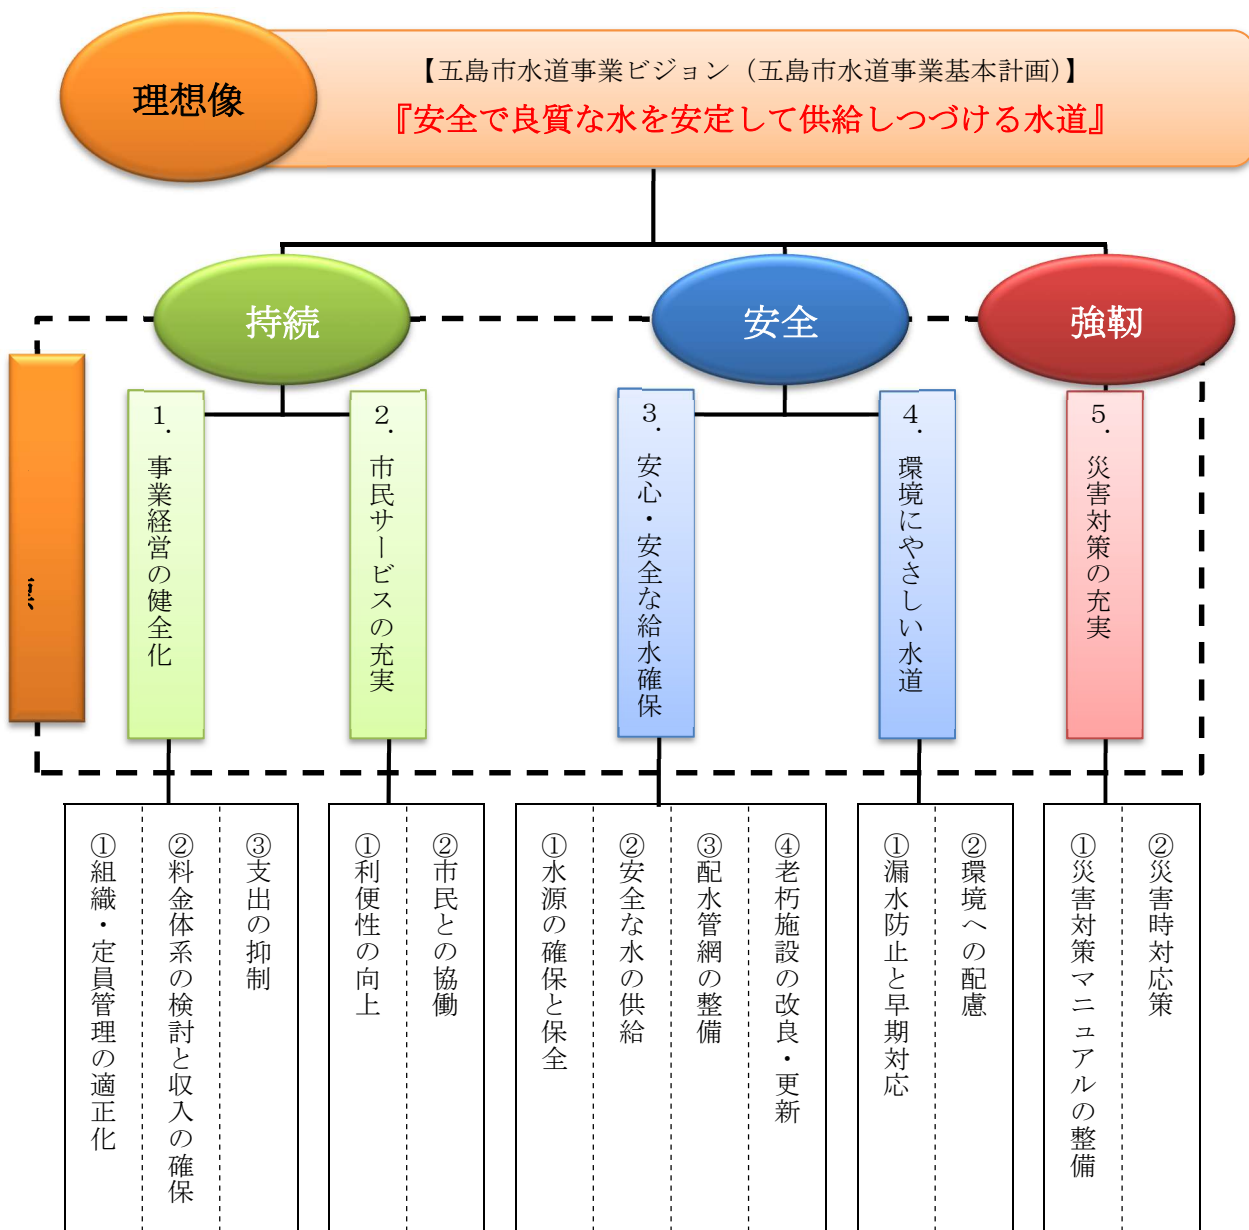 理想像
【五島市水道事業ビジョン（五島市水道事業基本計画）】
『安全で良質な水を安定して供給しつづける水道』
持続
安全
強靭
１．事業経営の健全化
２．市民サービスの充実
３．安心・安全な給水確保
４．環境にやさしい水道
５．災害対策の充実
①組織・定員管理の適正化
②料金体系の検討と収入の確保
③支出の抑制
①利便性の向上
②市民との協働
①水源の確保と保全
②安全な水の供給
③配水管網の整備
④老朽施設の改良・更新
①漏水防止と早期対応
②環境への配慮
①災害対策マニュアルの整備
②災害時対応策